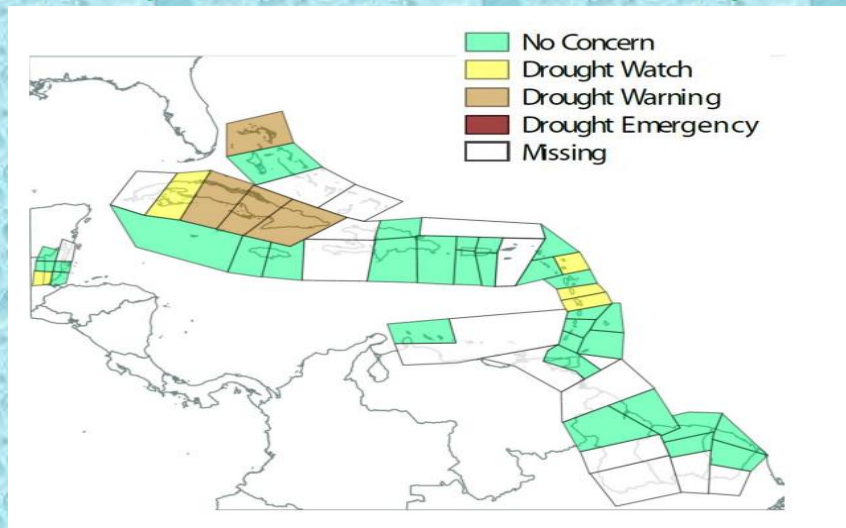 No Concern
Drought Watch
Drought Warning
Drought Emergency
Missing